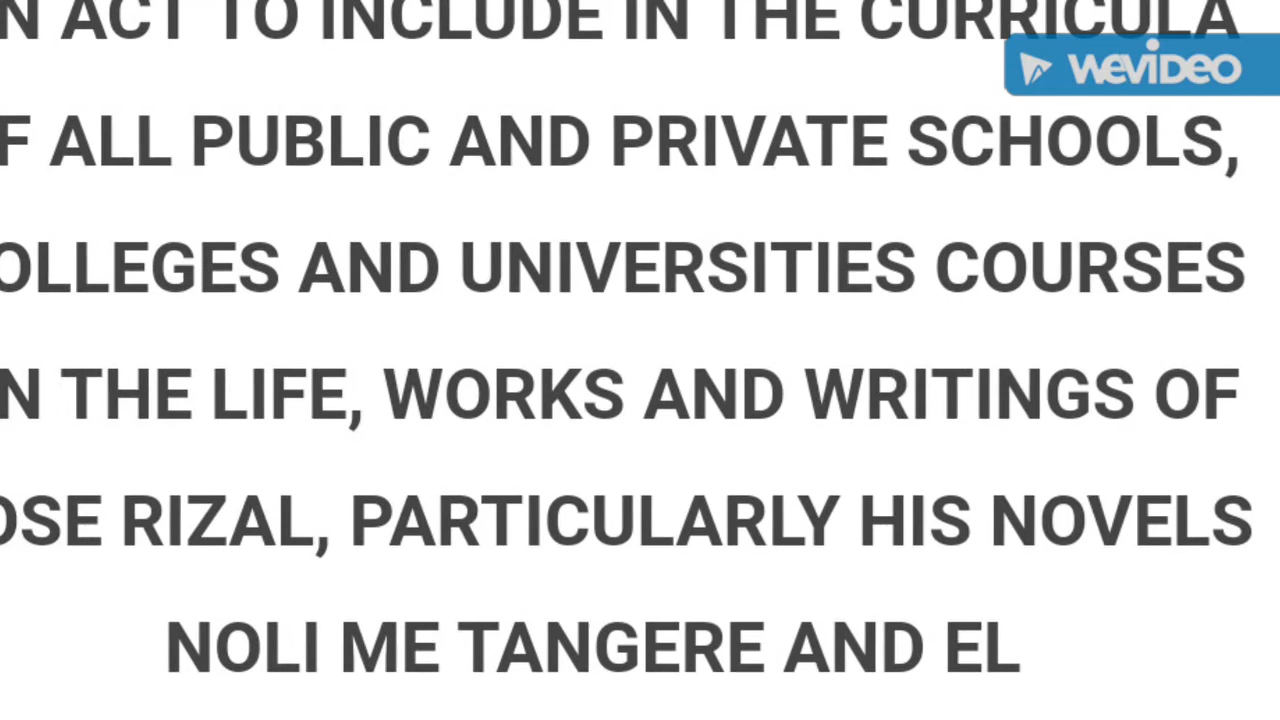 N ACT TO INCLUDE IN THE CURRICULA
wevideo
F ALL PUBLIC AND PRIVATE SCHOOLS,
OLLEGES AND UNIVERSITIES COURSES
N THE LIFE, WORKS AND WRITINGS OF
OSE RIZAL, PARTICULARLY HIS NOVELS
NOLI ME TANGERE AND EL